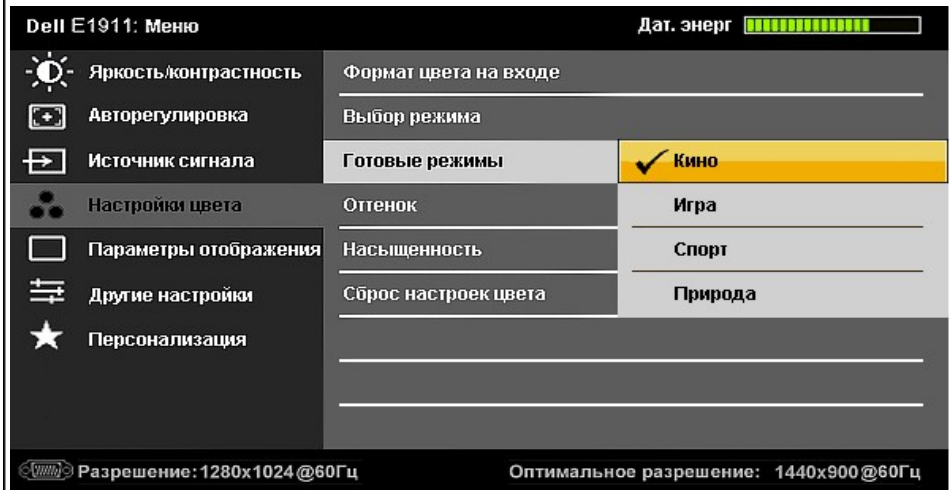 Dell E1911: Меню
Дат. энерг
Яркость/контрастность
Формат цвета на входе
Авторегулировка
Выбор режима
Источник сигнала
Готовые режимы
Кино
Настройки цвета
Оттенок
Игра
Параметры отображения
Насыщенность
Спорт
Другие настройки
Сброс настроек цвета
Природа
Персонализация
Разрешение:1280x1024@60Гц
Оптимальное разрешение: 1440x900@60Гц